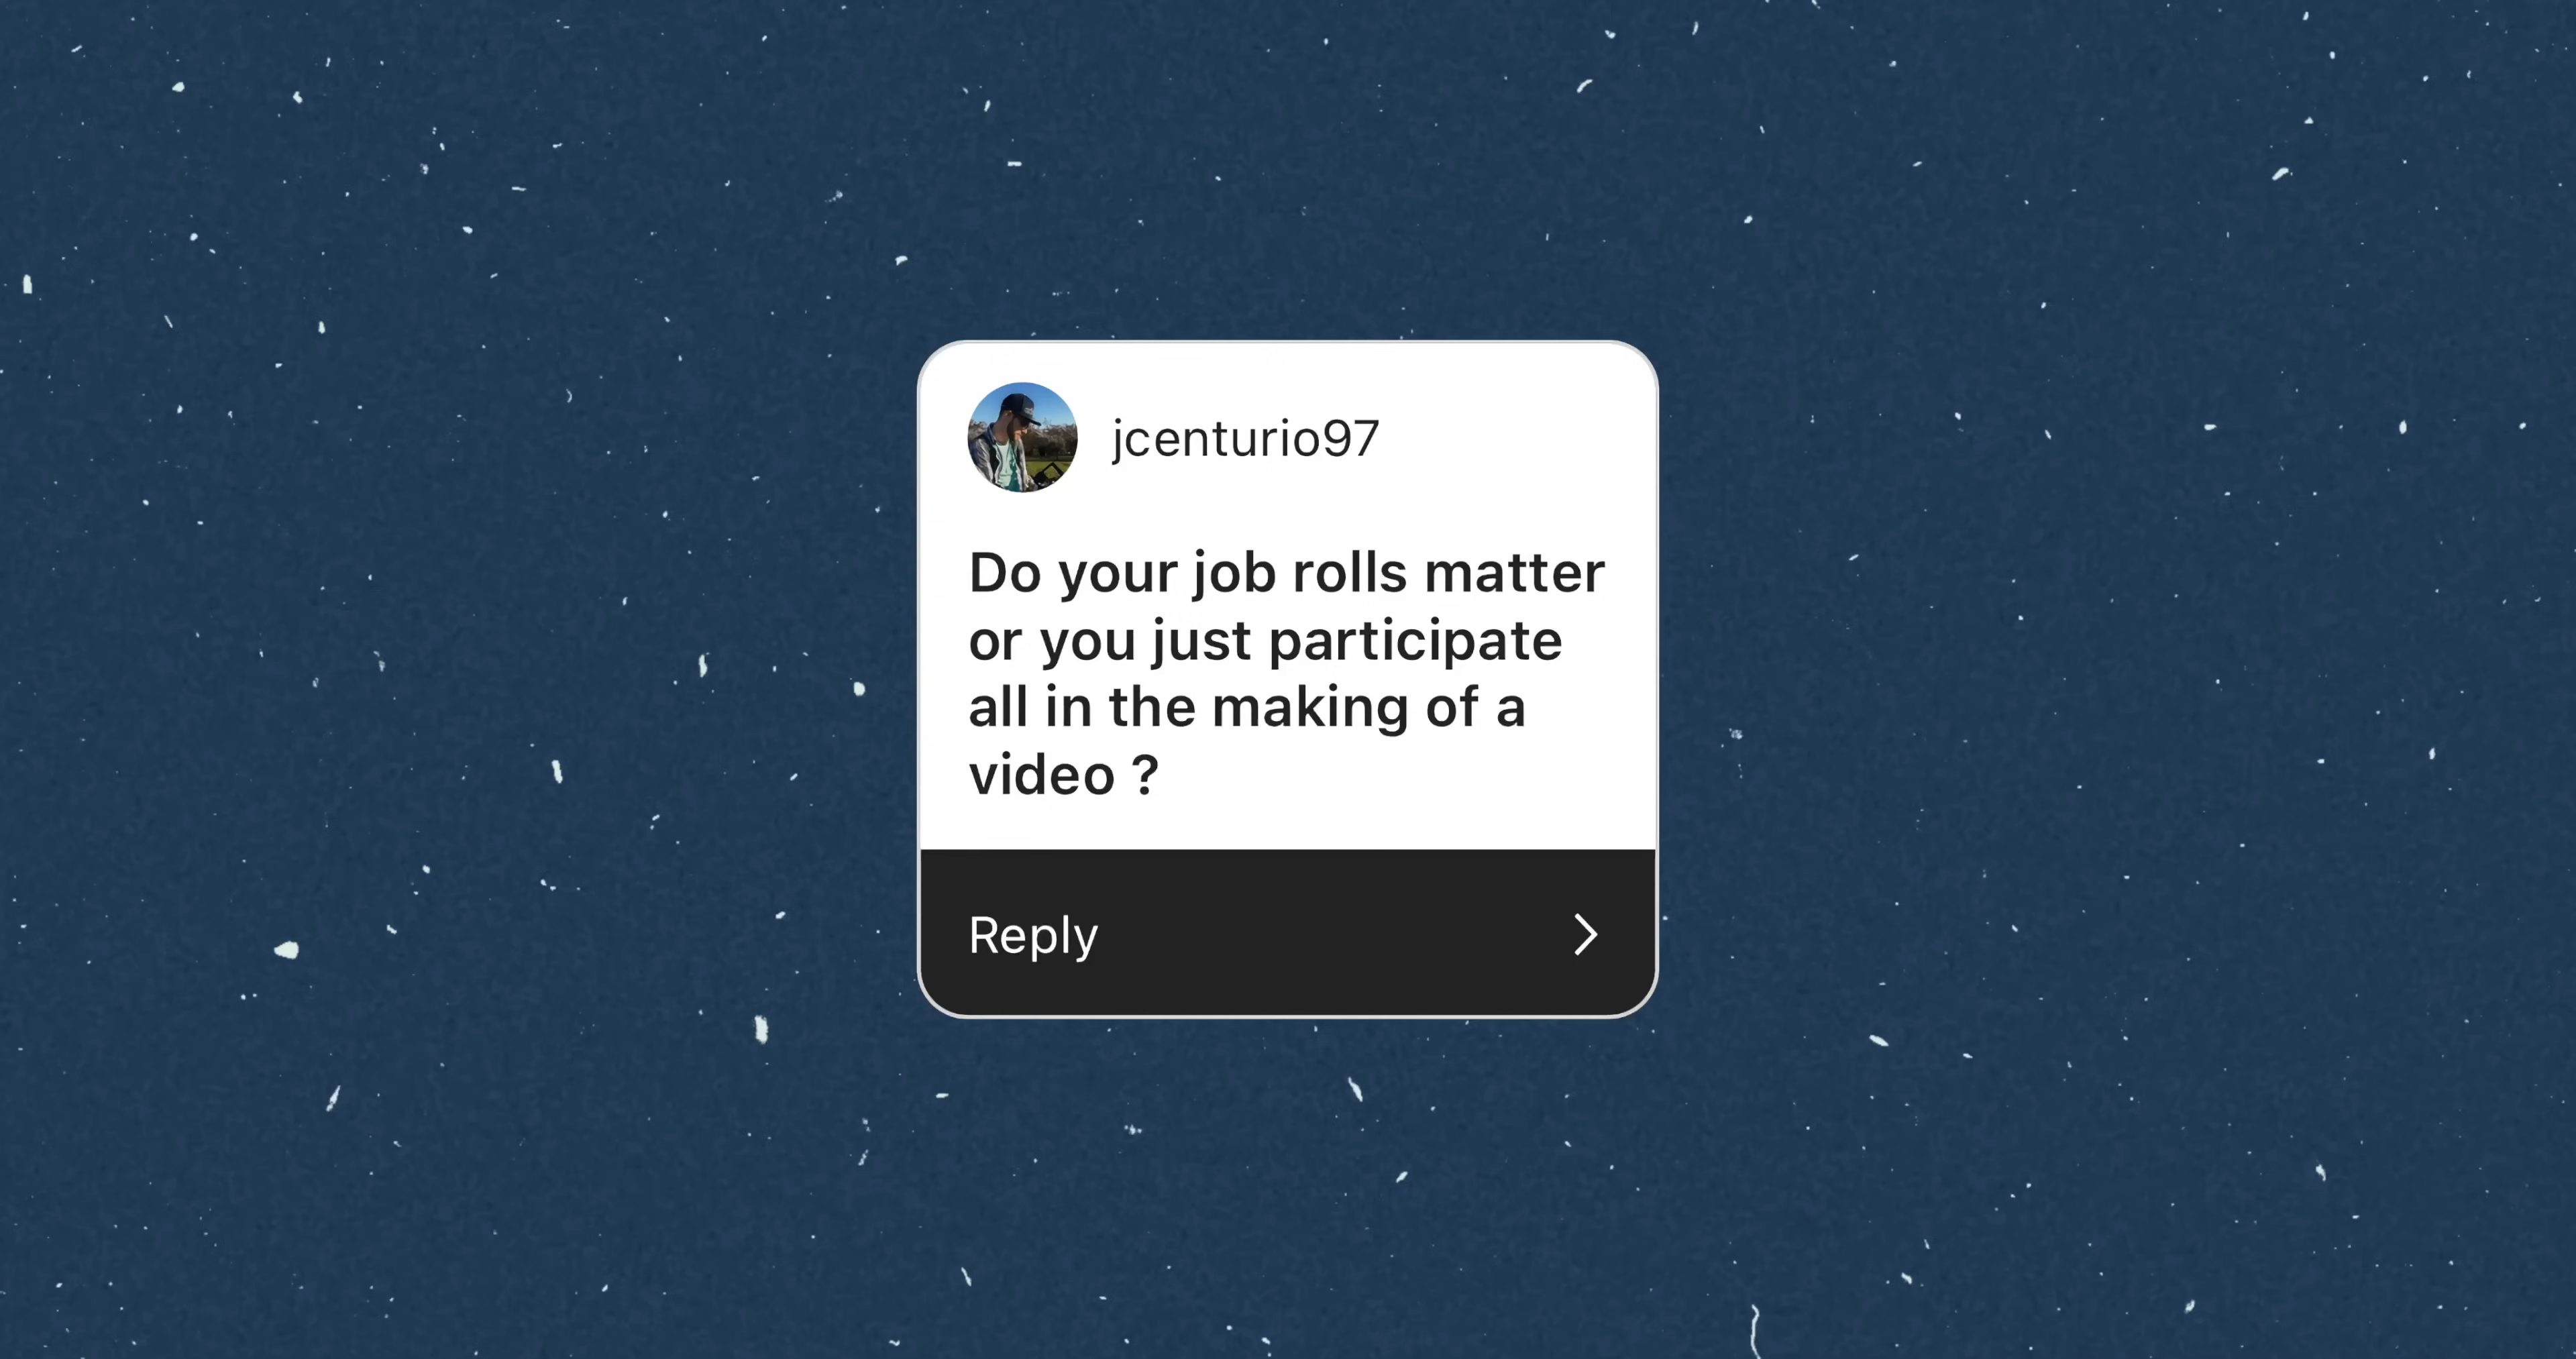 jcenturio97
Do your job rolls matter
or you just participate
all in the making of a
video ?
Reply